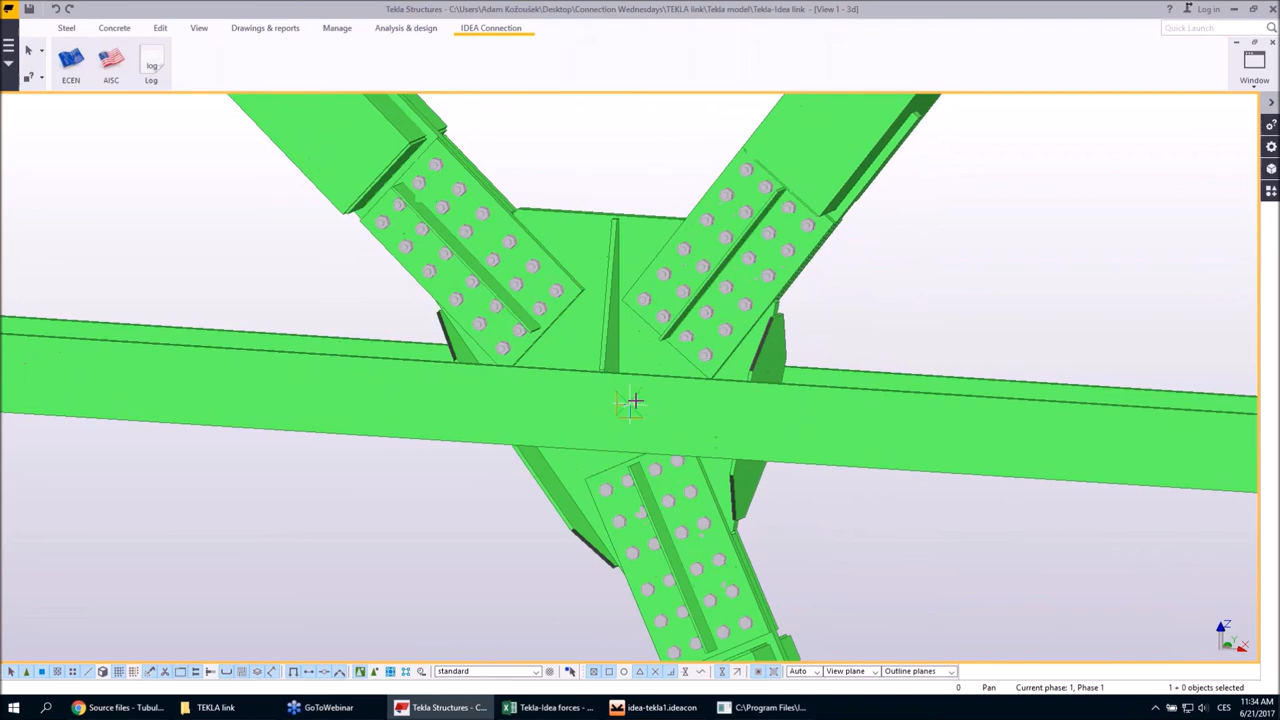 Tekla Structures - C:\Users\Adam Kožoušek\Desktop\Connection Wednesdays\TEKLA link\Tekla model\Tekla-Idea link - [View 1 - 3d]
Log in
Steel
Concrete
Edit
View
Drawings & reports
Manage
Analysis & design
IDEA Connection
Quick Launch
log
ECEN
AISC
Log
Window
Z
Y
X
standard
Auto
View plane
Outline planes
0
Pan
Current phase: 1, Phase 1
1 + 0 objects selected
Source files - Tubul...
TEKLA link
GoToWebinar
Tekla Structures - C...
Tekla-Idea forces - ...
idea-tekla1.ideacon
C:\Program Files\I...
CES
11:34 AM
6/21/2017